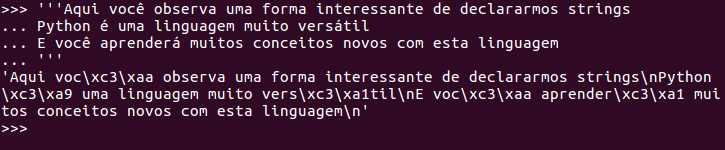 >>> '''Aqui você observa uma forma interessante de declararmos strings
... Python é uma linguagem muito versátil
... E você aprenderá muitos conceitos novos com esta linguagem
... '''
'Aqui voc\xc3\xaa observa uma forma interessante de declararmos strings\nPython
\xc3\xa9 uma linguagem muito vers\xc3\xa1til\nE voc\xc3\xaa aprender\xc3\xa1 mui
tos conceitos novos com esta linguagem\n'
>>>